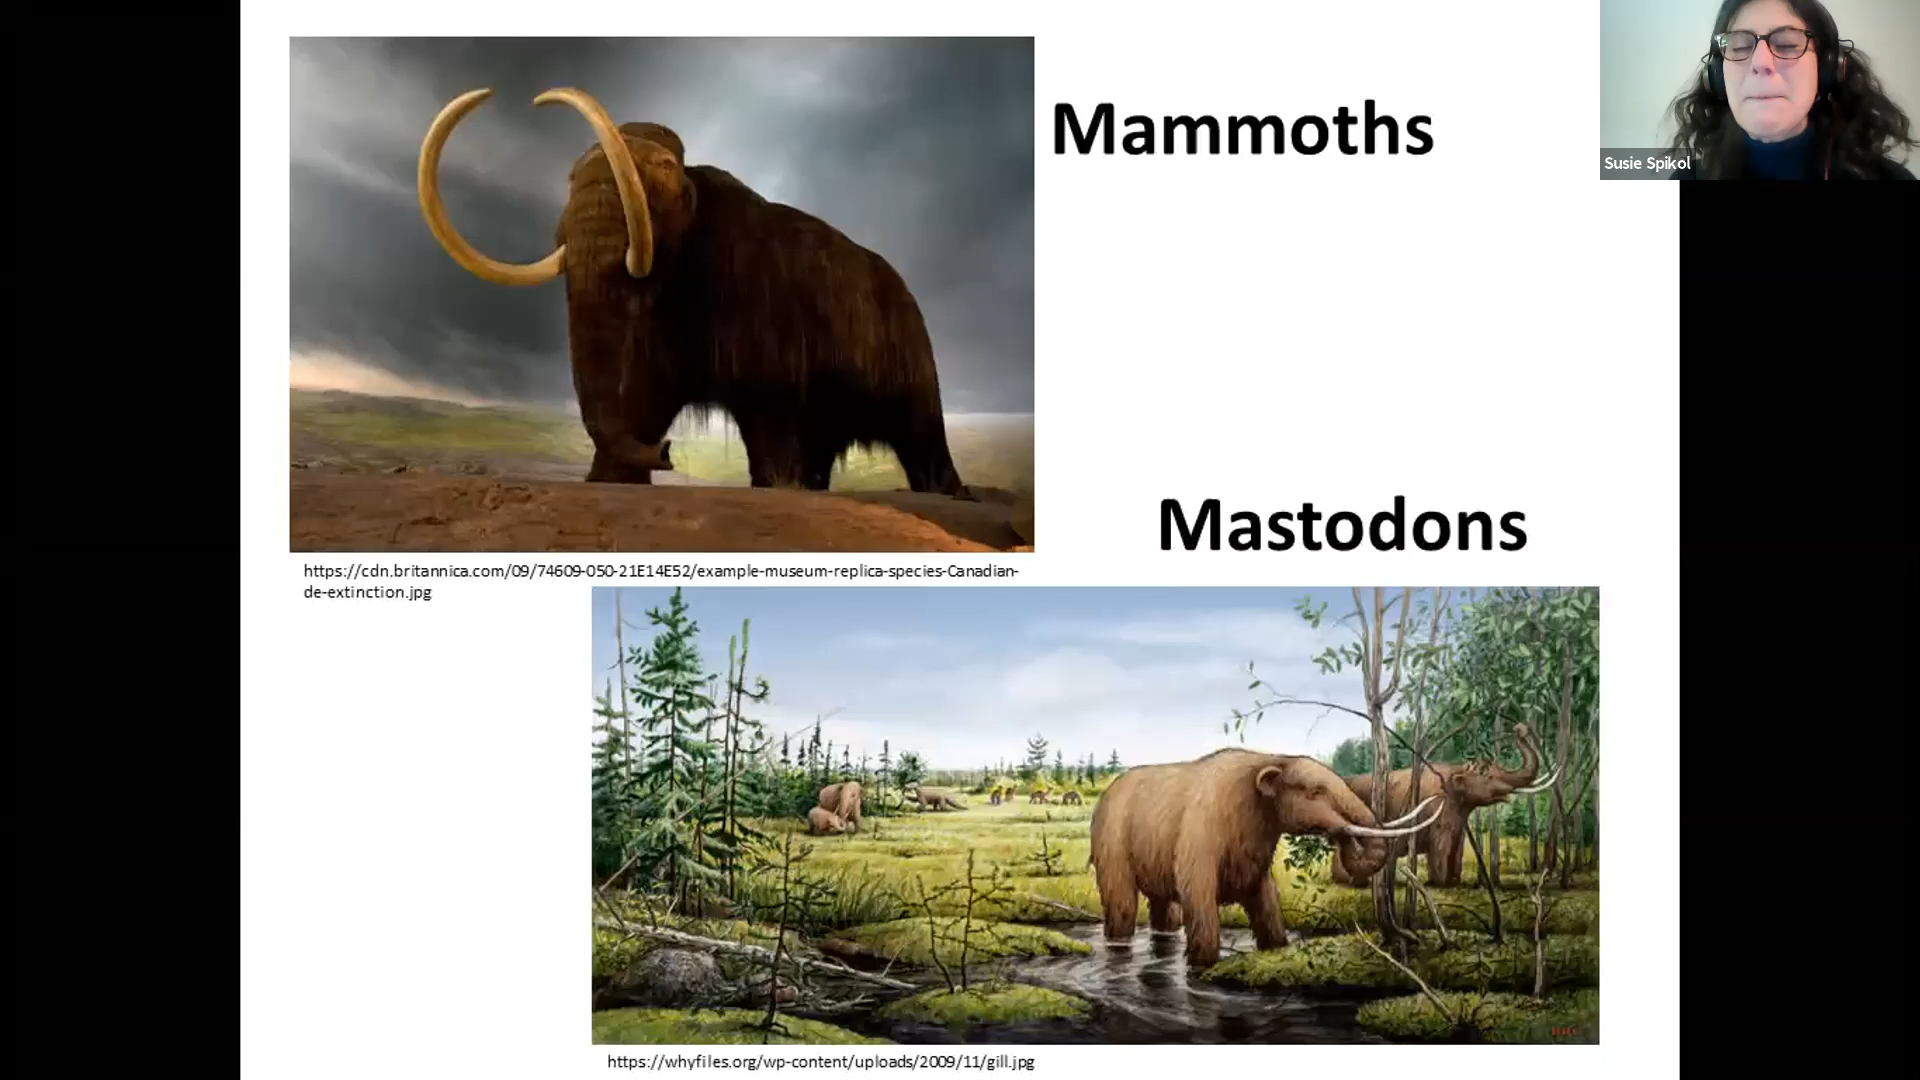 Mammoths
Susie Spikol
Mastodons
https://cdn.britannica.com/09/74609-050-21E14E52/example-museum-replica-species-Canadian-
de-extinction.jpg
https://whyfiles.org/wp-content/uploads/2009/11/gill.jpg